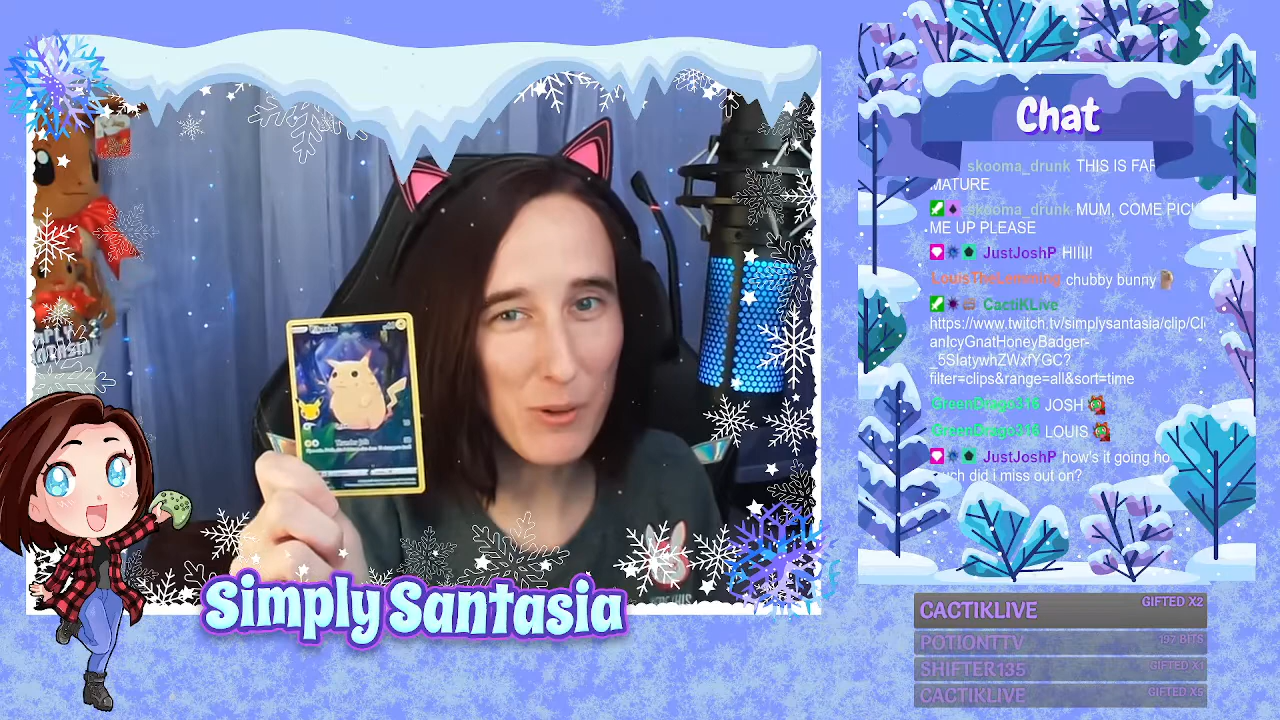 Chat
skooma_drunk THIS IS FAR
MATURE
skooma_drunk MUM, COME PICK
ME UP PLEASE
JustJoshP HIIII!
LouisTheLemming chubby bunny
CactiKLive
https://www.twitch.tv/simplysantasia/clip/Cl
anIcyGnatHoneyBadger-
_5SIatywhZWxfYGC?
filter=clips&range=all&sort=time
GreenDrago316 JOSH
GreenDrago316 LOUIS
JustJoshP how's it going ho
much did i miss out on?
Simply Santasia
CACTIKLIVE GIFTED X2
POTIONTTV 197 BITS
SHIFTER135 GIFTED X1
CACTIKLIVE GIFTED X5